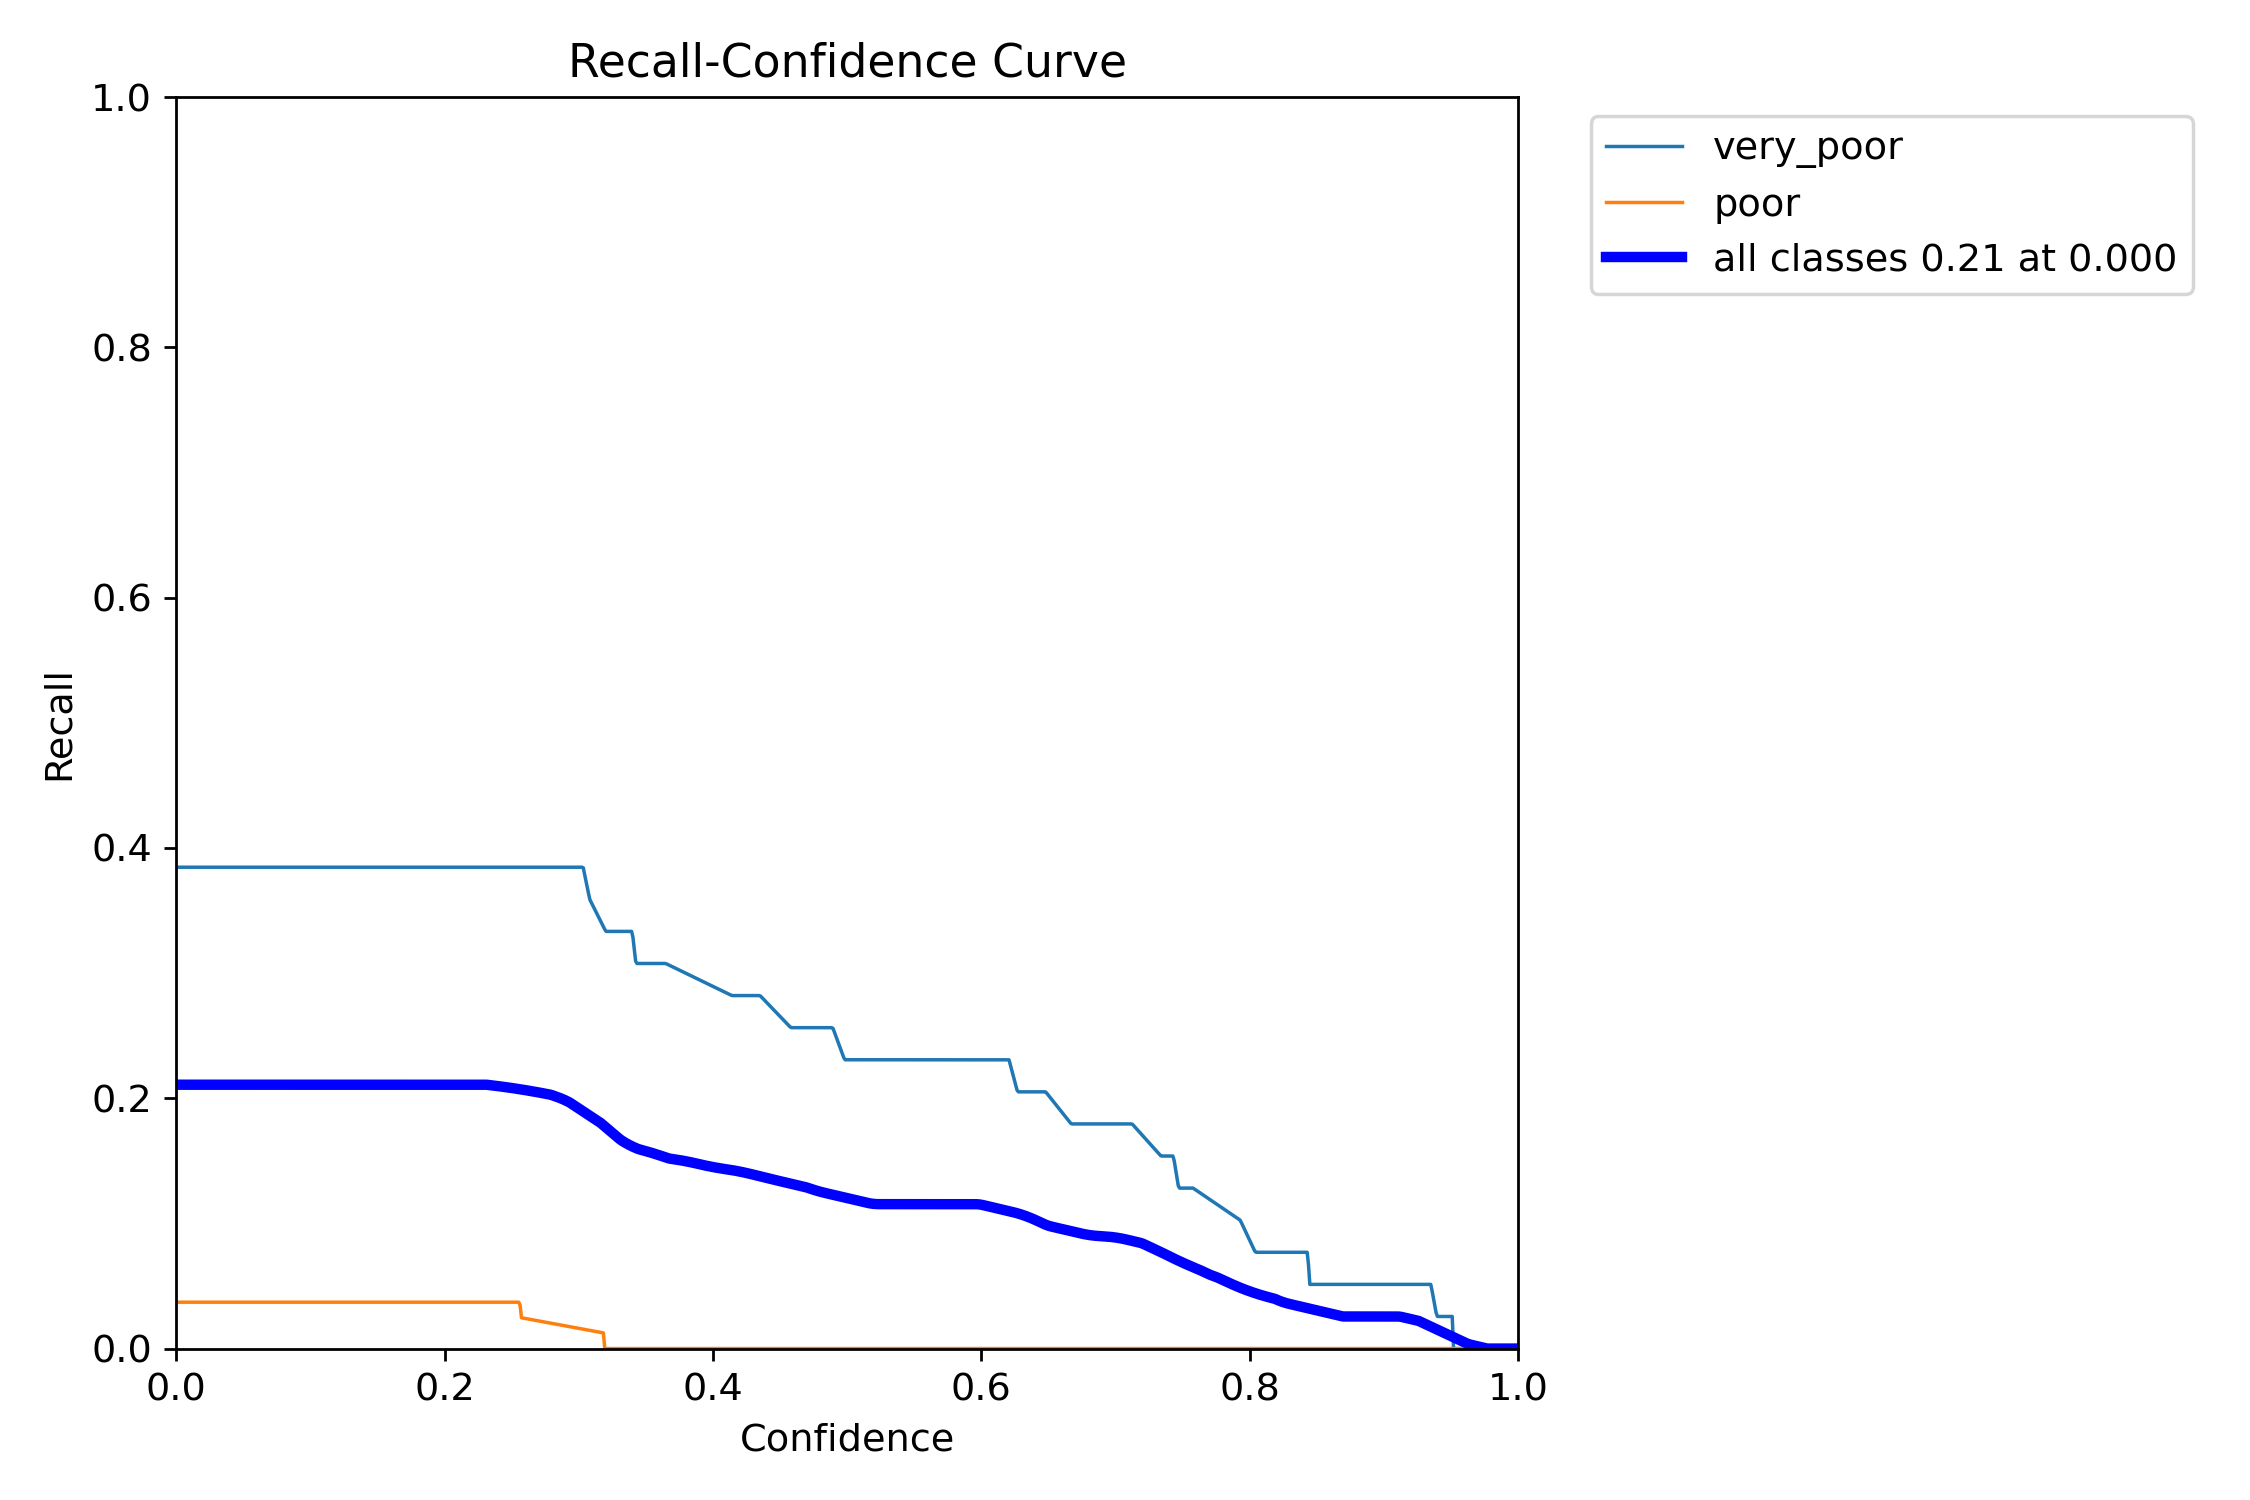 Recall-Confidence Curve
1.0
0.8
0.6
0.4
0.2
0.0
Recall
0.0 0.2 0.4 0.6 0.8 1.0
Confidence
very_poor
poor
all classes 0.21 at 0.000